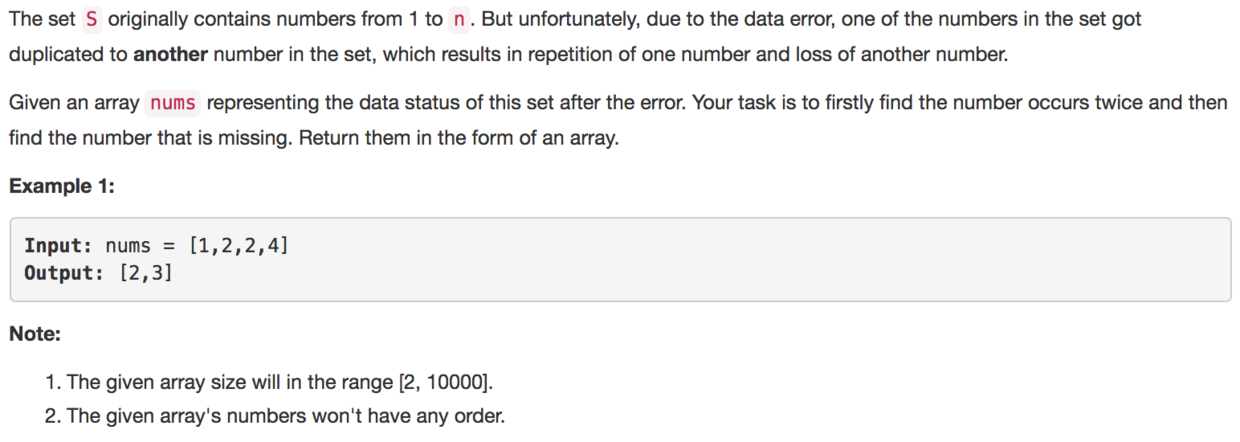 The set S originally contains numbers from 1 to n. But unfortunately, due to the data error, one of the numbers in the set got
duplicated to another number in the set, which results in repetition of one number and loss of another number.
Given an array nums representing the data status of this set after the error. Your task is to firstly find the number occurs twice and then
find the number that is missing. Return them in the form of an array.
Example 1:
Input: nums = [1,2,2,4]
Output: [2,3]
Note:
1. The given array size will in the range [2, 10000].
2. The given array's numbers won't have any order.